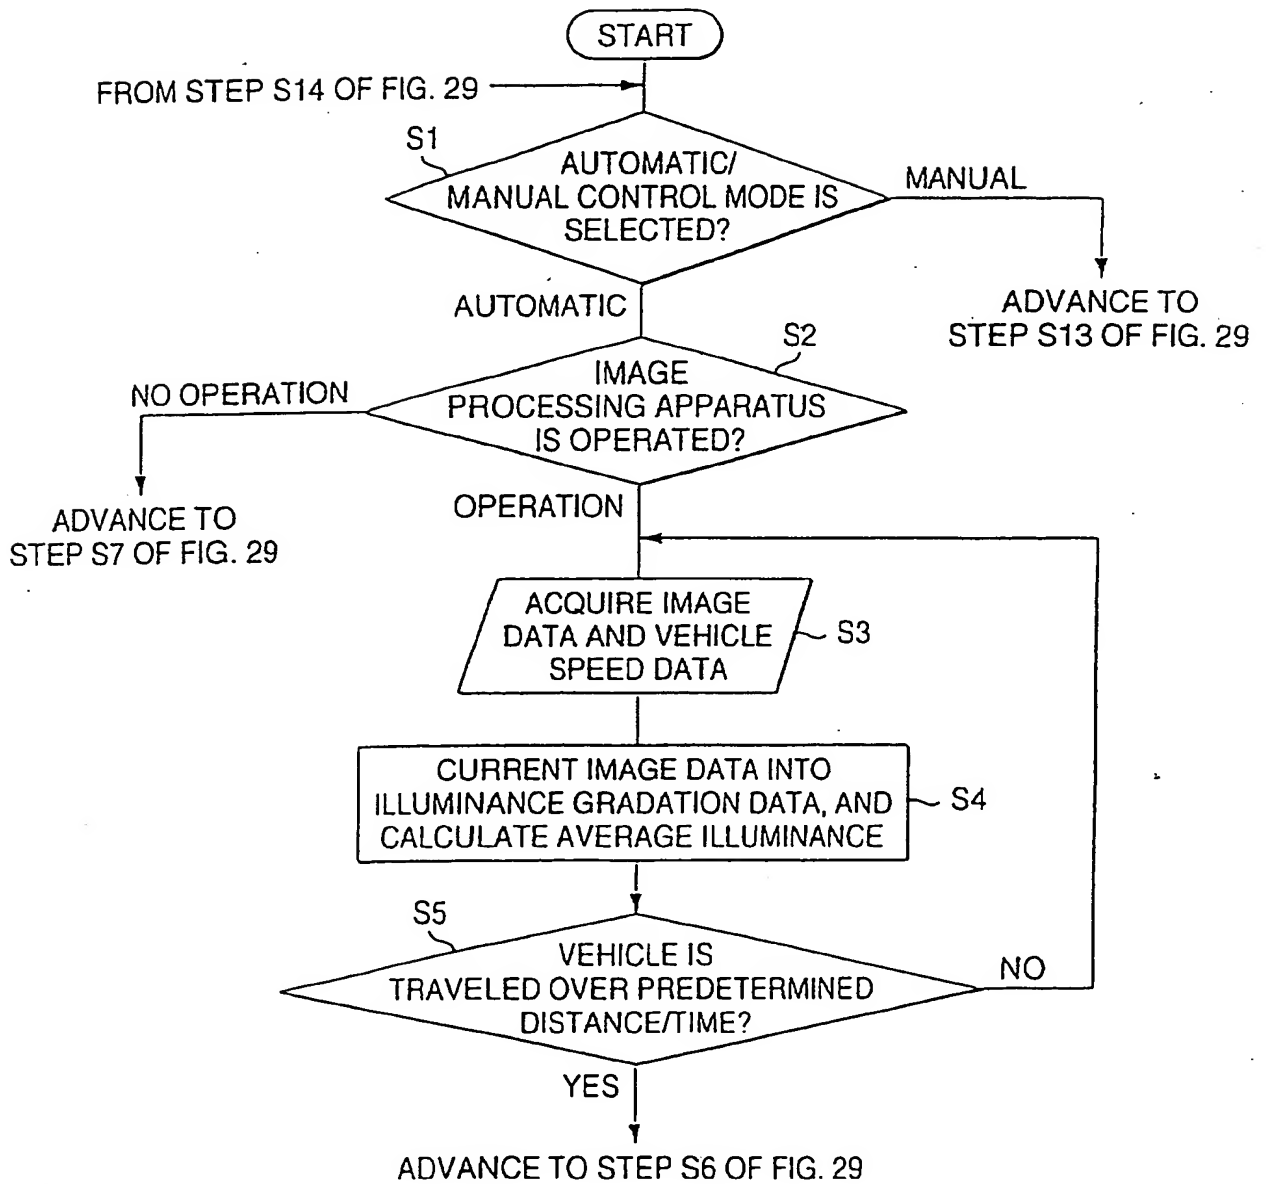 START
FROM STEP S14 OF FIG. 29
S1
AUTOMATIC/
MANUAL CONTROL MODE IS
SELECTED?
MANUAL
ADVANCE TO
STEP S13 OF FIG. 29
AUTOMATIC
S2
IMAGE
PROCESSING APPARATUS
IS OPERATED?
NO OPERATION
ADVANCE TO
STEP S7 OF FIG. 29
OPERATION
ACQUIRE IMAGE
DATA AND VEHICLE
SPEED DATA
S3
CURRENT IMAGE DATA INTO
ILLUMINANCE GRADATION DATA, AND
CALCULATE AVERAGE ILLUMINANCE
S4
S5
VEHICLE IS
TRAVELED OVER PREDETERMINED
DISTANCE/TIME?
NO
YES
ADVANCE TO STEP S6 OF FIG. 29